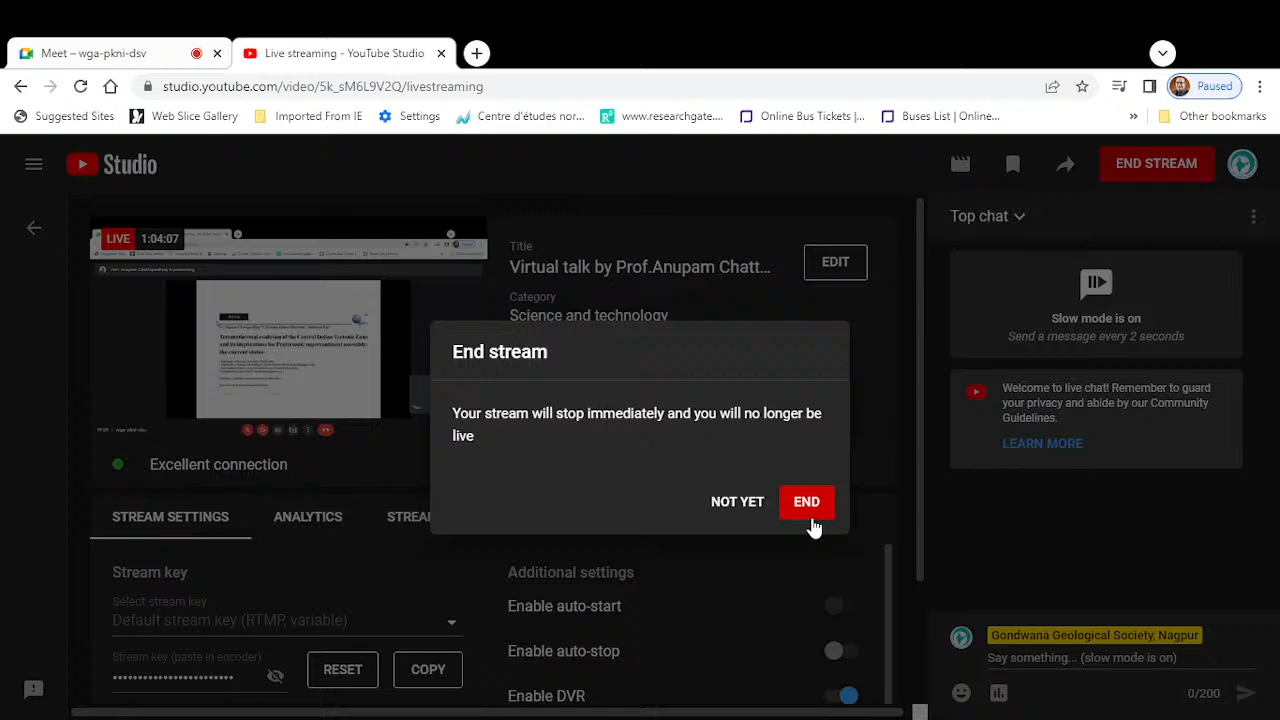 Meet – wga-pkni-dsv
Live streaming - YouTube Studio
studio.youtube.com/video/5k_sM6L9V2Q/livestreaming
Paused
Suggested Sites
Web Slice Gallery
Imported From IE
Settings
Centre d'études nor...
www.researchgate....
Online Bus Tickets |...
Buses List | Online...
»
Other bookmarks
Studio
END STREAM
LIVE 1:04:07
Title
Virtual talk by Prof.Anupam Chatt...
EDIT
Category
Science and technology
Top chat
Slow mode is on
Send a message every 2 seconds
Welcome to live chat! Remember to guard
your privacy and abide by our Community
Guidelines.
LEARN MORE
End stream
Your stream will stop immediately and you will no longer be
live
NOT YET
END
Excellent connection
STREAM SETTINGS
ANALYTICS
STREA
Stream key
Select stream key
Default stream key (RTMP, variable)
Stream key (paste in encoder)
RESET
COPY
Additional settings
Enable auto-start
Enable auto-stop
Enable DVR
Gondwana Geological Society, Nagpur
Say something... (slow mode is on)
0/200